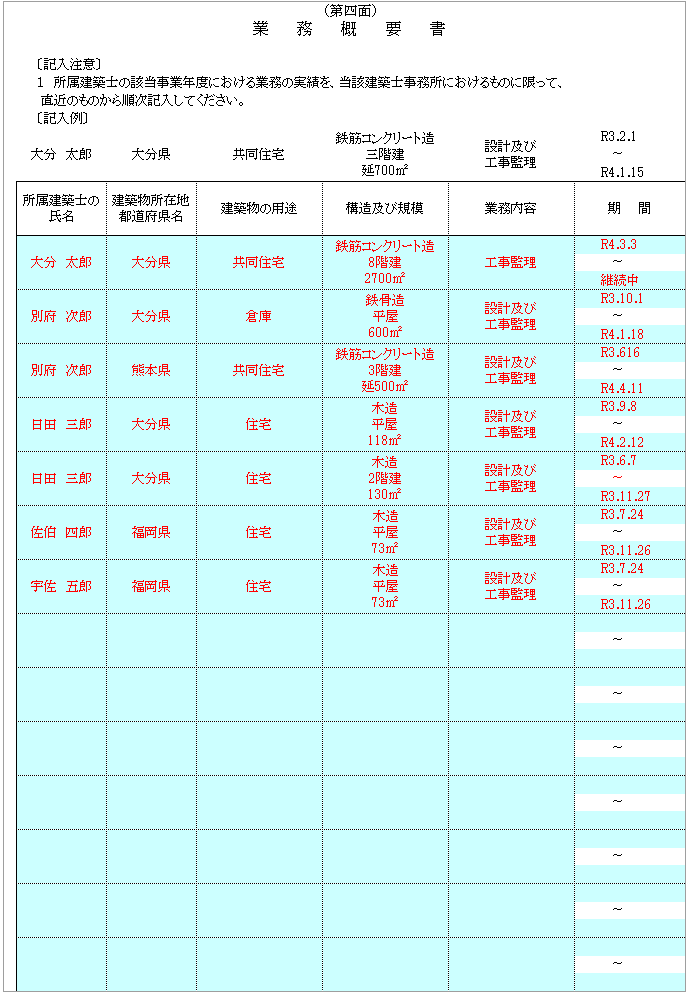 (第四面)
業　務　概　要　書
〔記入注意〕
１　所属建築士の該当事業年度における業務の実績を、当該建築士事務所におけるものに限って、
直近のものから順次記入してください。
〔記入例〕
大分　太郎　大分県　共同住宅　鉄筋コンクリート造　三階建　延700㎡　設計及び　工事監理　R3.2.1　～　R4.1.15
所属建築士の氏名　建築物所在地都道府県名　建築物の用途　構造及び規模　業務内容　期　間
大分　太郎　大分県　共同住宅　鉄筋コンクリート造　8階建　2700㎡　工事監理　R4.3.3　～　継続中
別府　次郎　大分県　倉庫　鉄骨造　平屋　600㎡　設計及び　工事監理　R3.10.1　～　R4.1.18
別府　次郎　熊本県　共同住宅　鉄筋コンクリート造　3階建　延500㎡　設計及び　工事監理　R3.616　～　R4.4.11
日田　三郎　大分県　住宅　木造　平屋　118㎡　設計及び　工事監理　R3.9.8　～　R4.2.12
日田　三郎　大分県　住宅　木造　2階建　130㎡　設計及び　工事監理　R3.6.7　～　R3.11.27
佐伯　四郎　福岡県　住宅　木造　平屋　73㎡　設計及び　工事監理　R3.7.24　～　R3.11.26
宇佐　五郎　福岡県　住宅　木造　平屋　73㎡　設計及び　工事監理　R3.7.24　～　R3.11.26
～
～
～
～
～
～
～